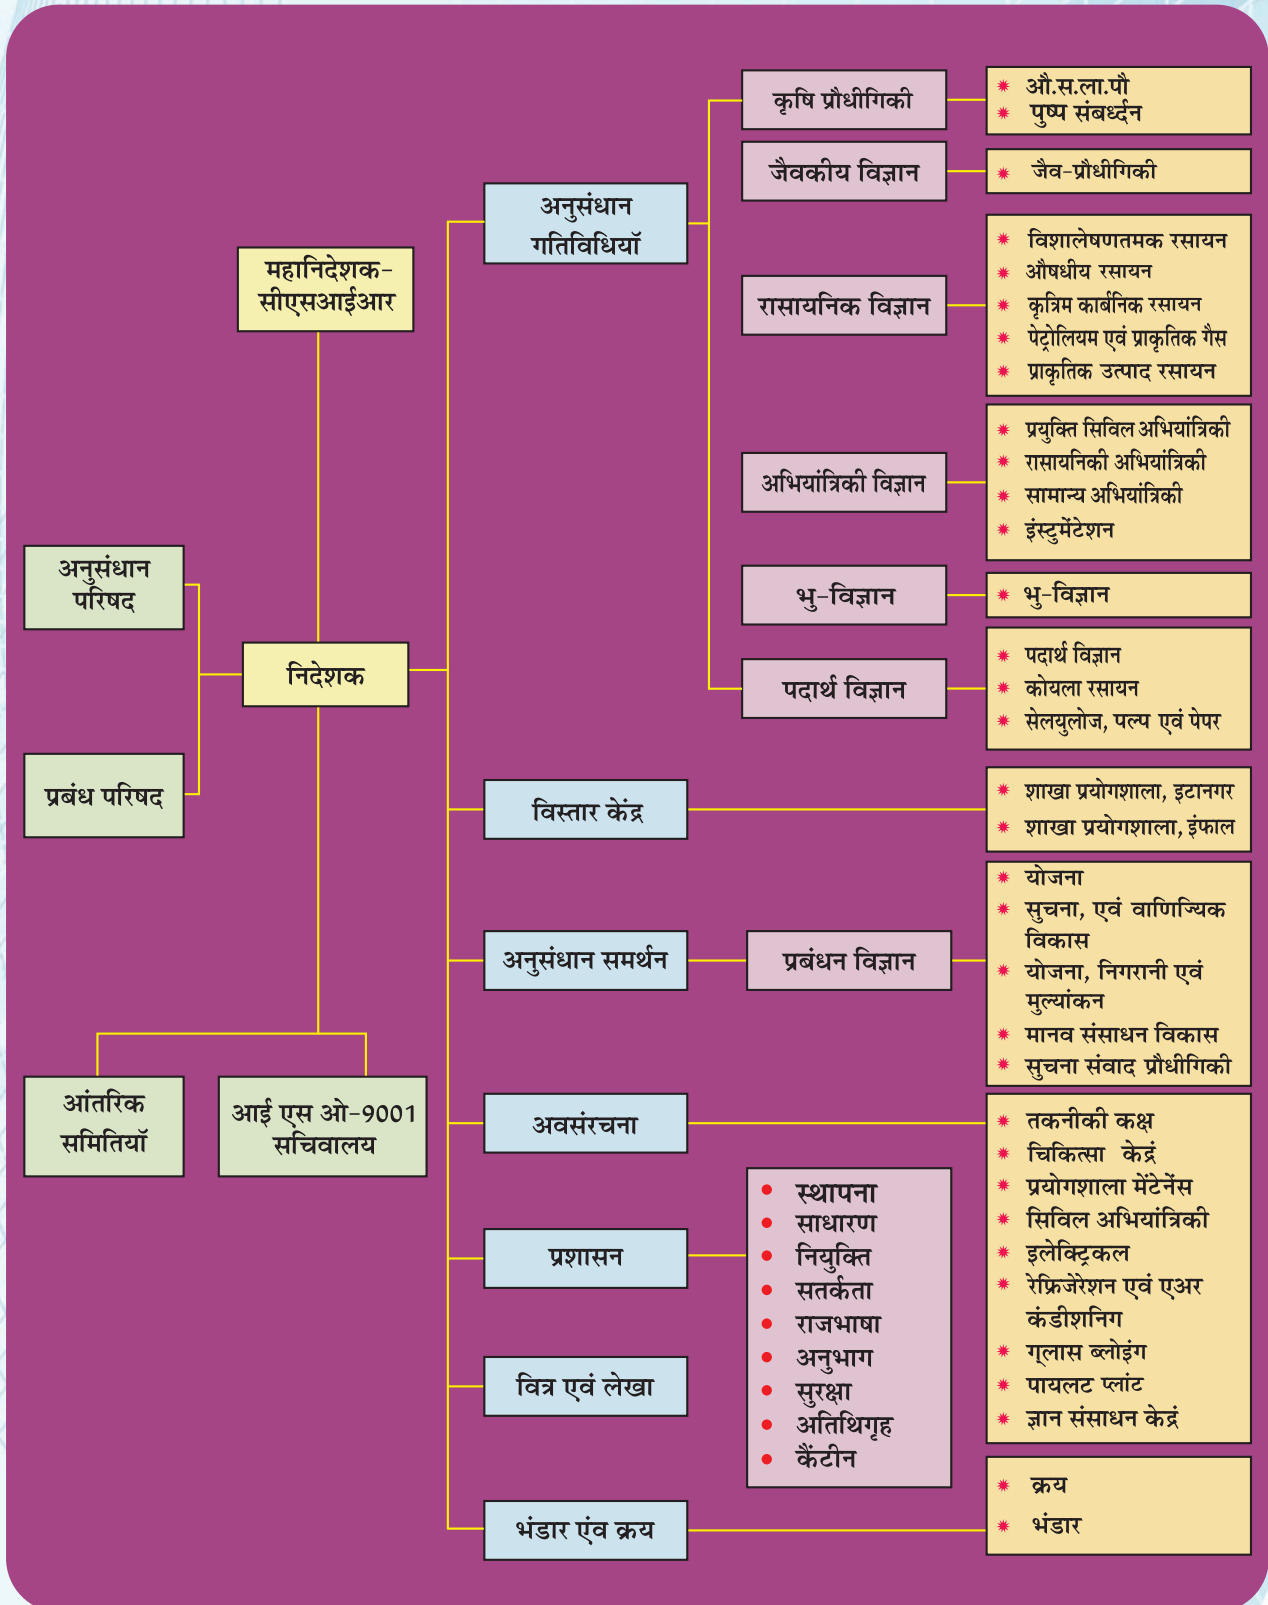 महानिदेशक-
सीएसआईआर
अनुसंधान
परिषद
निदेशक
प्रबंध परिषद
आंतरिक
समितियॉ
आई एस ओ-9001
सचिवालय
अनुसंधान
गतिविधियॉ
कृषि प्रौधीगिकी
औ.स.ला.पौ
पुष्प संबर्ध्दन
जैवकीय विज्ञान
जैव-प्रौधीगिकी
रासायनिक विज्ञान
विशालेषणतमक रसायन
औषधीय रसायन
कृत्रिम कार्बनिक रसायन
पेट्रोलियम एवं प्राकृतिक गैस
प्राकृतिक उत्पाद रसायन
अभियांत्रिकी विज्ञान
प्रयुक्ति सिविल अभियांत्रिकी
रासायनिकी अभियांत्रिकी
सामान्य अभियांत्रिकी
इंस्टुमेंटेशन
भु-विज्ञान
भु-विज्ञान
पदार्थ विज्ञान
पदार्थ विज्ञान
कोयला रसायन
सेलयुलोज, पल्प एवं पेपर
विस्तार केंद्र
शाखा प्रयोगशाला, इटानगर
शाखा प्रयोगशाला, इंफाल
अनुसंधान समर्थन
प्रबंधन विज्ञान
योजना
सुचना, एवं वाणिज्यिक
विकास
योजना, निगरानी एवं
मुल्यांकन
मानव संसाधन विकास
सुचना संवाद प्रौधीगिकी
अवसंरचना
तकनीकी कक्ष
चिकित्सा केद्रं
प्रयोगशाला मेंटेनेंस
सिविल अभियांत्रिकी
इलेक्ट्रिकल
रेफ्रिजेरेशन एवं एअर
कंडीशनिग
ग्लास ब्लोइंग
पायलट प्लांट
ज्ञान संसाधन केद्रं
प्रशासन
स्थापना
साधारण
नियुक्ति
सतर्कता
राजभाषा
अनुभाग
सुरक्षा
अतिथिगृह
कैंटीन
वित्र एवं लेखा
भंडार एंव क्रय
क्रय
भंडार